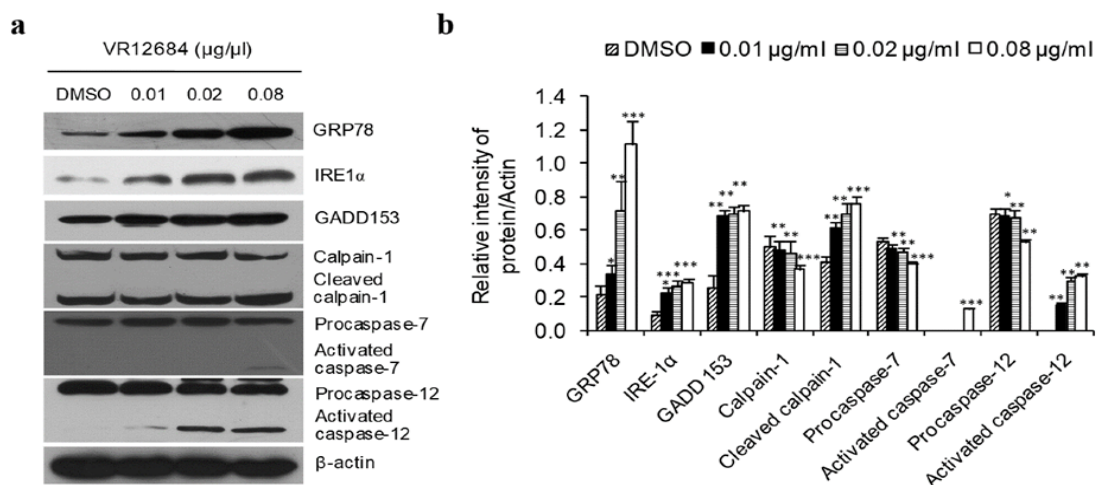 a
VR12684 (µg/µl)
DMSO 0.01 0.02 0.08
GRP78
IRE1α
GADD153
Calpain-1
Cleaved
calpain-1
Procaspase-7
Activated
caspase-7
Procaspase-12
Activated
caspase-12
β-actin
b
DMSO 0.01 µg/ml 0.02 µg/ml 0.08 µg/ml
Relative intensity of
protein/Actin
1.4
1.2
1.0
0.8
0.6
0.4
0.2
0.0
* ** ***
* *** ***
** ** **
** ** ***
** ** ***
** ** ***
***
* ** **
** **
GRP78
IRE-1α
GADD 153
Calpain-1
Cleaved calpain-1
Procaspase-7
Activated caspase-7
Procaspase-12
Activated caspase-12